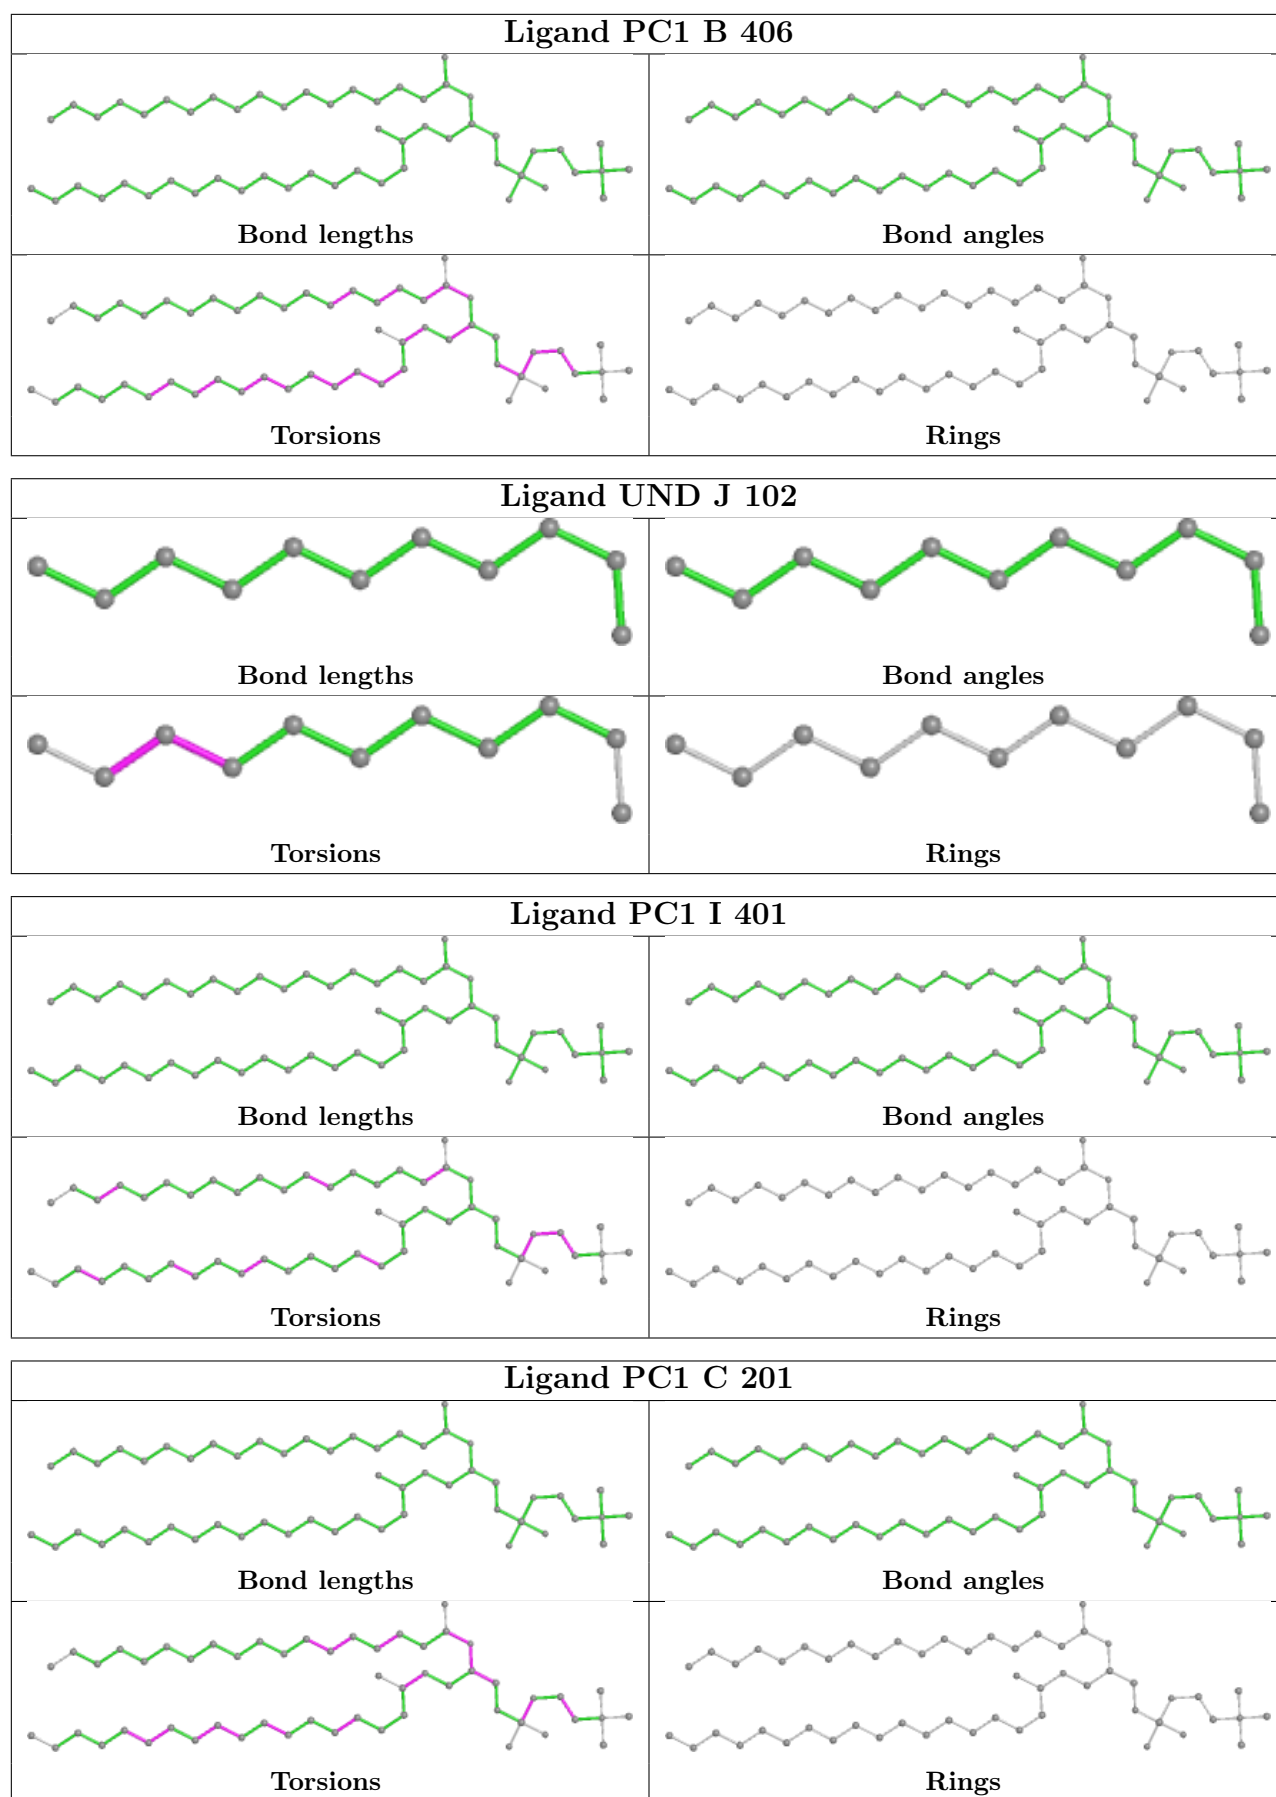 Ligand PC1 B 406
Bond lengths
Bond angles
Torsions
Rings
Ligand UND J 102
Bond lengths
Bond angles
Torsions
Rings
Ligand PC1 I 401
Bond lengths
Bond angles
Torsions
Rings
Ligand PC1 C 201
Bond lengths
Bond angles
Torsions
Rings